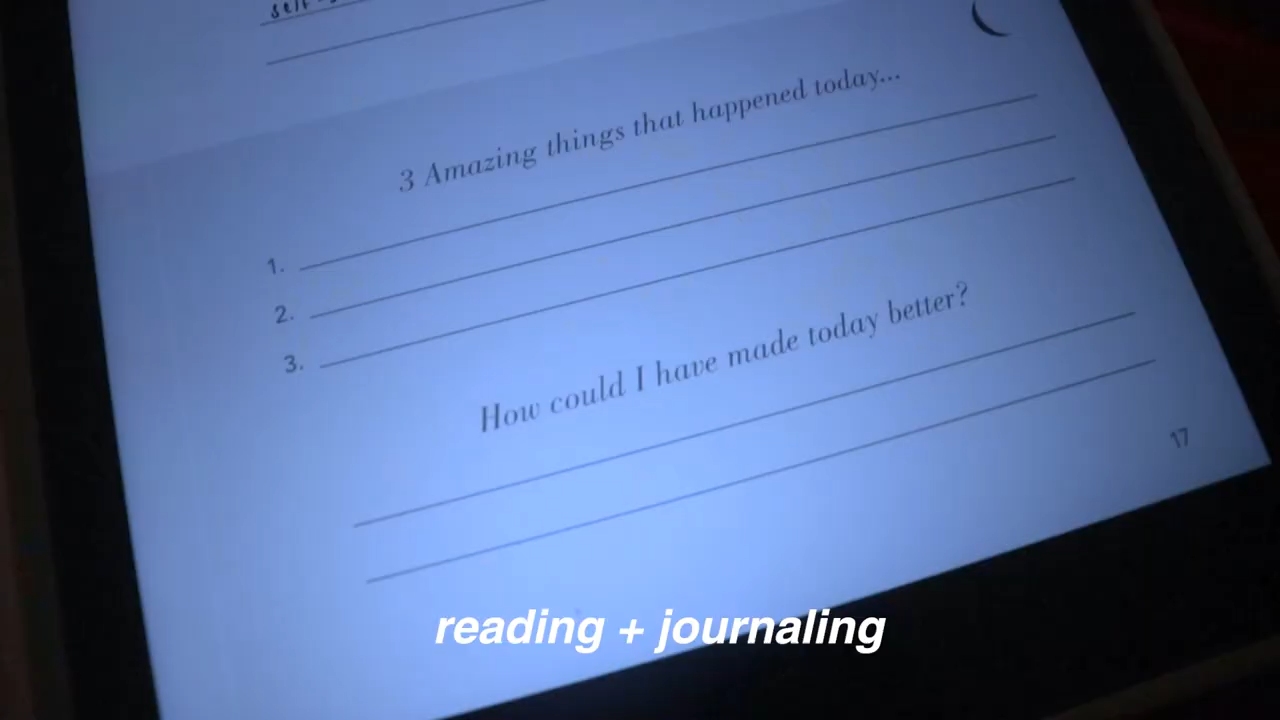 3 Amazing things that happened today...
1.
2.
3.
How could I have made today better?
17
reading + journaling